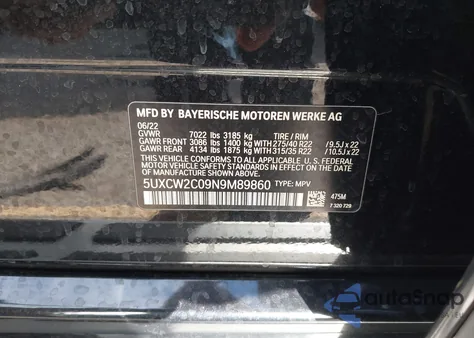 MFD BY BAYERISCHE MOTOREN WERKE AG
06/22
GVWR 7022 lbs 3185 kg TIRE / RIM
GAWR FRONT 3086 lbs 1400 kg WITH 275/40 R22 / 9.5J x 22
GAWR REAR 4134 lbs 1875 kg WITH 315/35 R22 / 10.5J x 22
THIS VEHICLE CONFORMS TO ALL APPLICABLE U. S. FEDERAL
MOTOR VEHICLE SAFETY STANDARDS IN EFFECT ON THE DATE
OF MANUFACTURE SHOWN ABOVE.
5UXCW2C09N9M89860 TYPE: MPV
475M
7 320 729
autoSnap